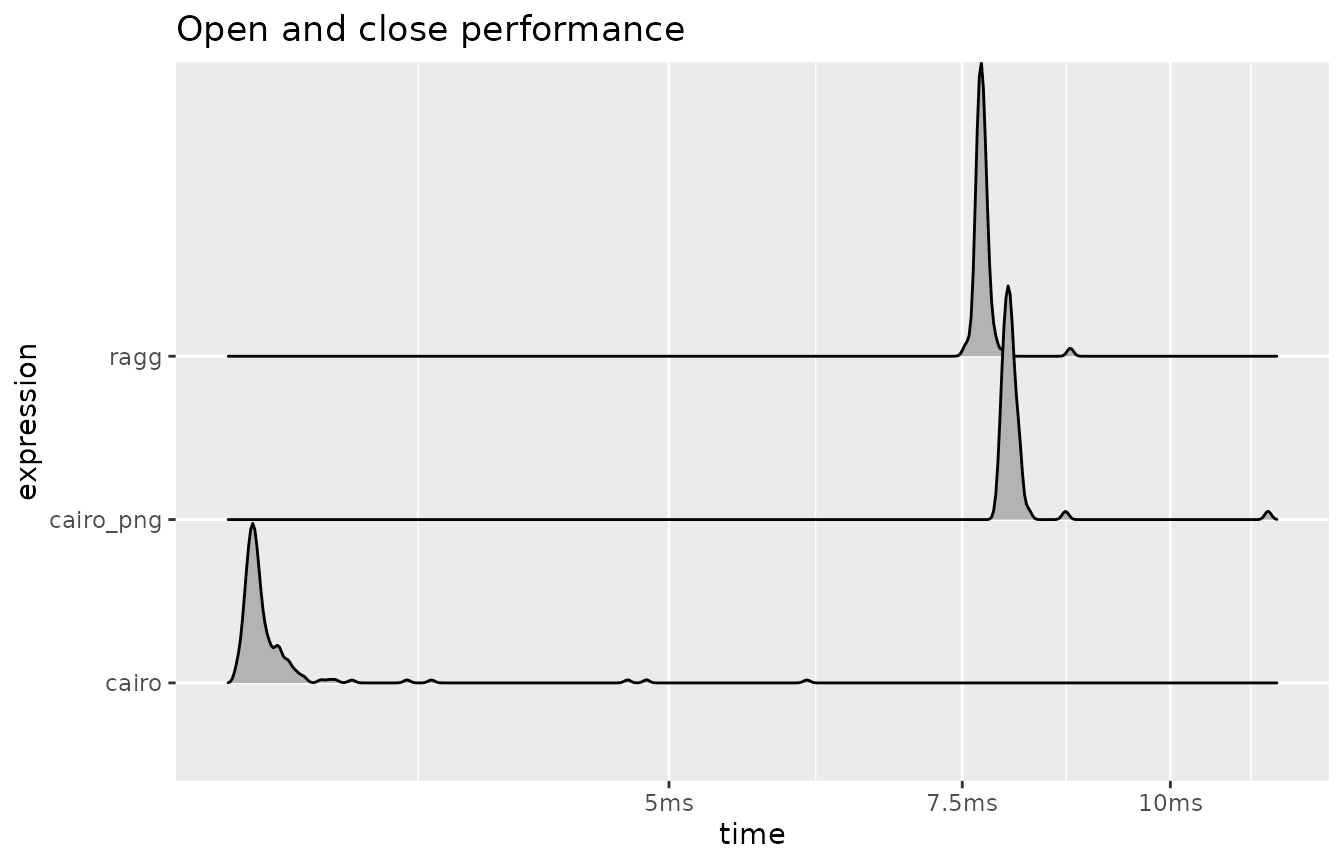 Open and close performance
expression
ragg
cairo_png
cairo
5ms
7.5ms
10ms
time